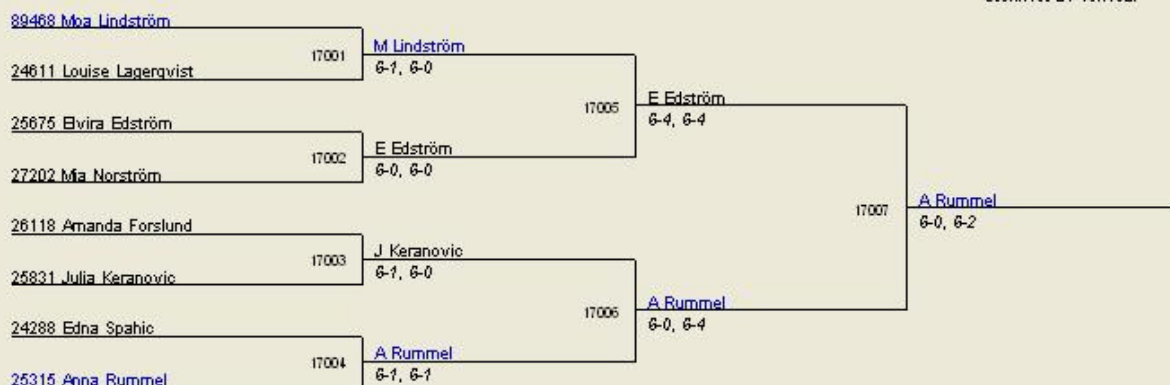 89468 Moa Lindström
17001
M Lindström
6-1, 6-0
24611 Louise Lagerqvist
17005
E Edström
6-4, 6-4
25675 Elvira Edström
17002
E Edström
6-0, 6-0
27202 Mia Norström
17007
A Rummel
6-0, 6-2
26118 Amanda Forslund
17003
J Keranovic
6-1, 6-0
25831 Julia Keranovic
17006
A Rummel
6-0, 6-4
24288 Edna Spahic
17004
A Rummel
6-1, 6-1
25315 Anna Rummel